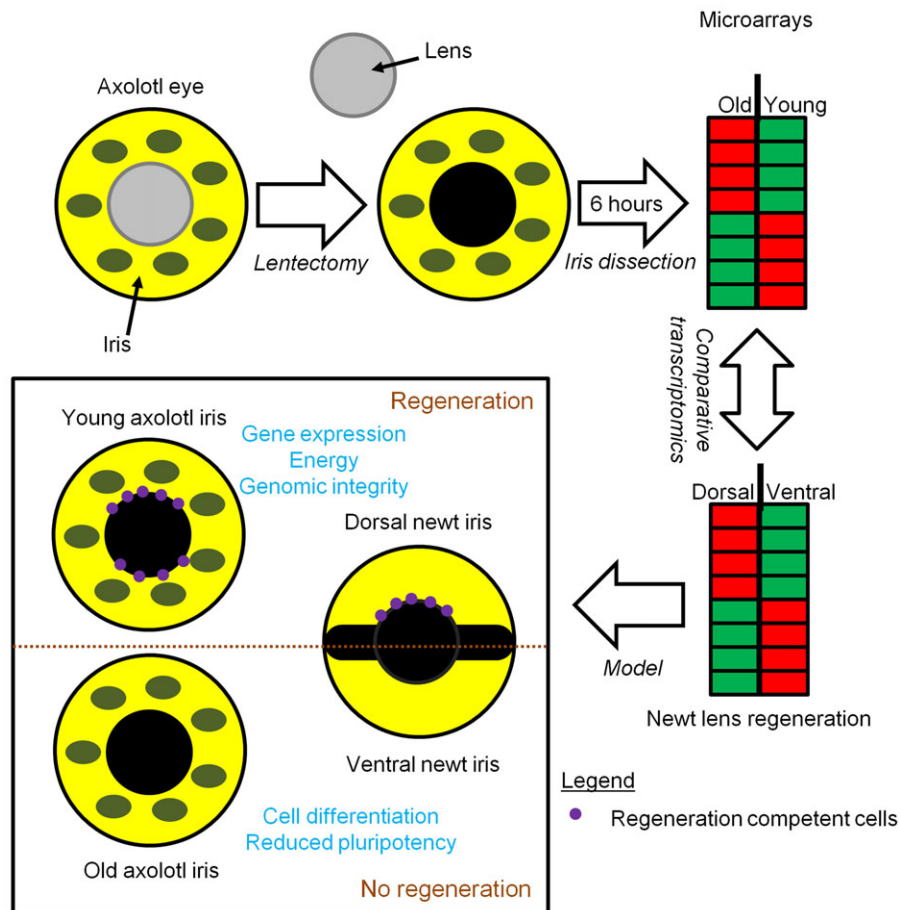 Microarrays
Lens
Axolotl eye
Old Young
6 hours
Lentectomy
Iris dissection
Iris
Comparative
transcriptomics
Regeneration
Young axolotl iris
Gene expression
Energy
Genomic integrity
Dorsal newt iris
Dorsal Ventral
Model
Newt lens regeneration
Ventral newt iris
Legend
Regeneration competent cells
Cell differentiation
Reduced pluripotency
Old axolotl iris
No regeneration